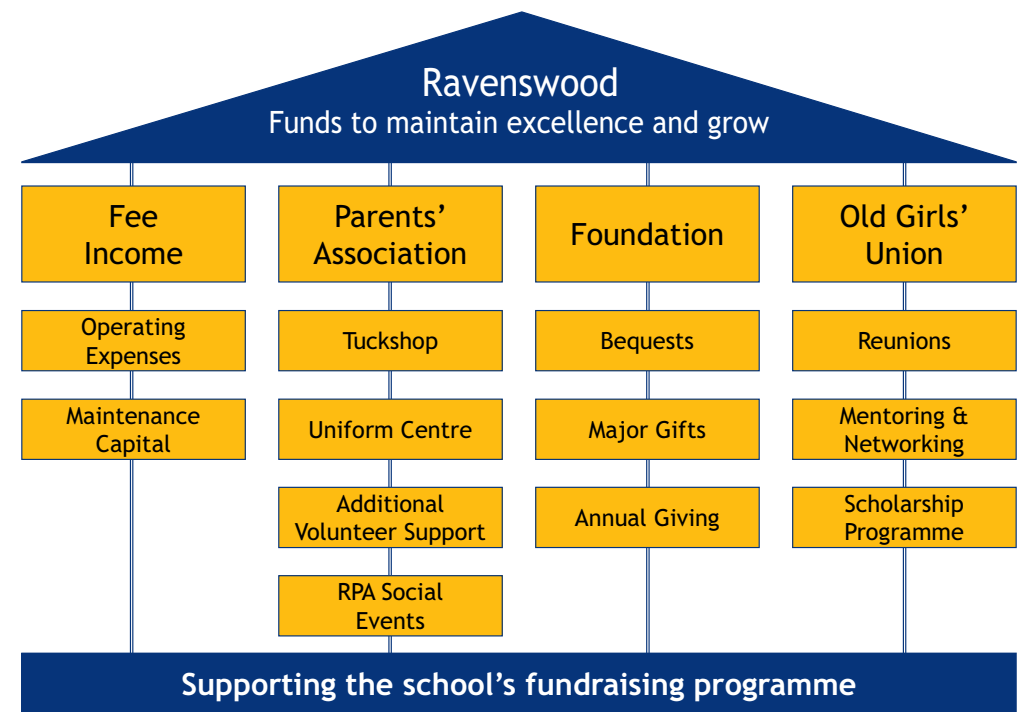 Ravenswood
Funds to maintain excellence and grow
Fee
Income
Operating
Expenses
Maintenance
Capital
Parents’
Association
Tuckshop
Uniform Centre
Additional
Volunteer Support
RPA Social
Events
Foundation
Bequests
Major Gifts
Annual Giving
Old Girls’
Union
Reunions
Mentoring &
Networking
Scholarship
Programme
Supporting the school’s fundraising programme